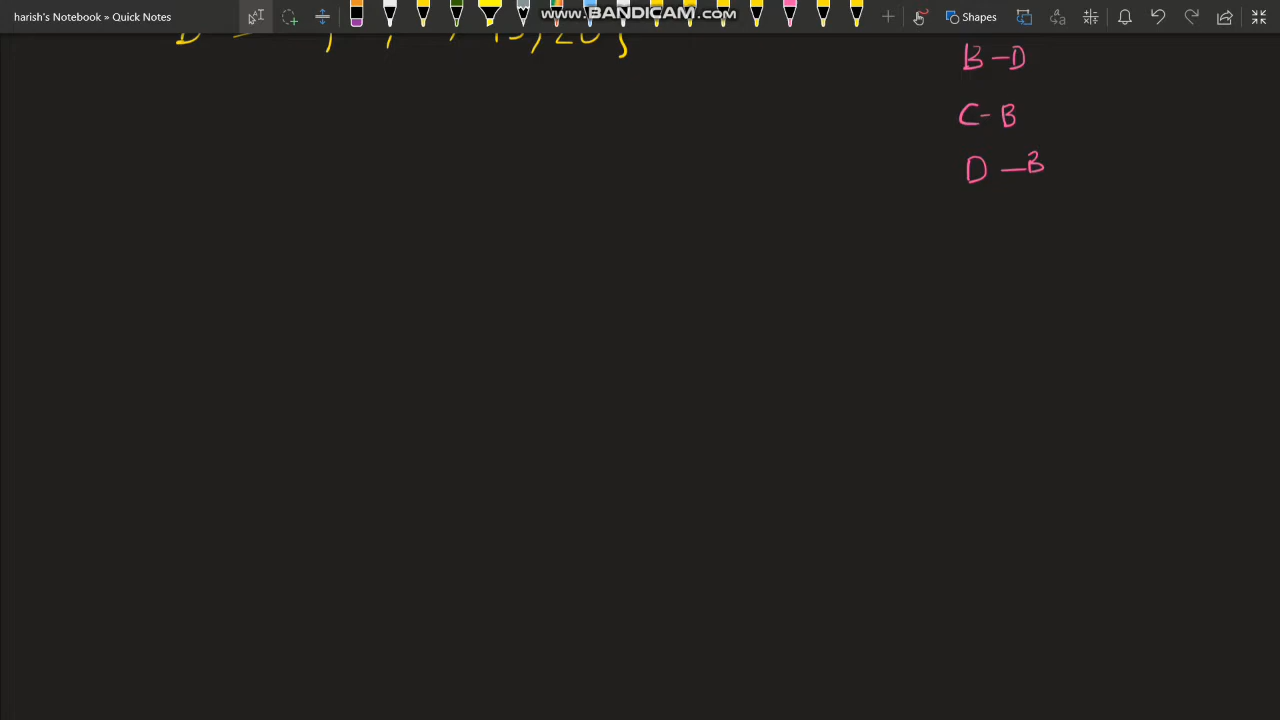 harish's Notebook » Quick Notes
www.BANDICAM.com
Shapes
B - D
C - B
D - B